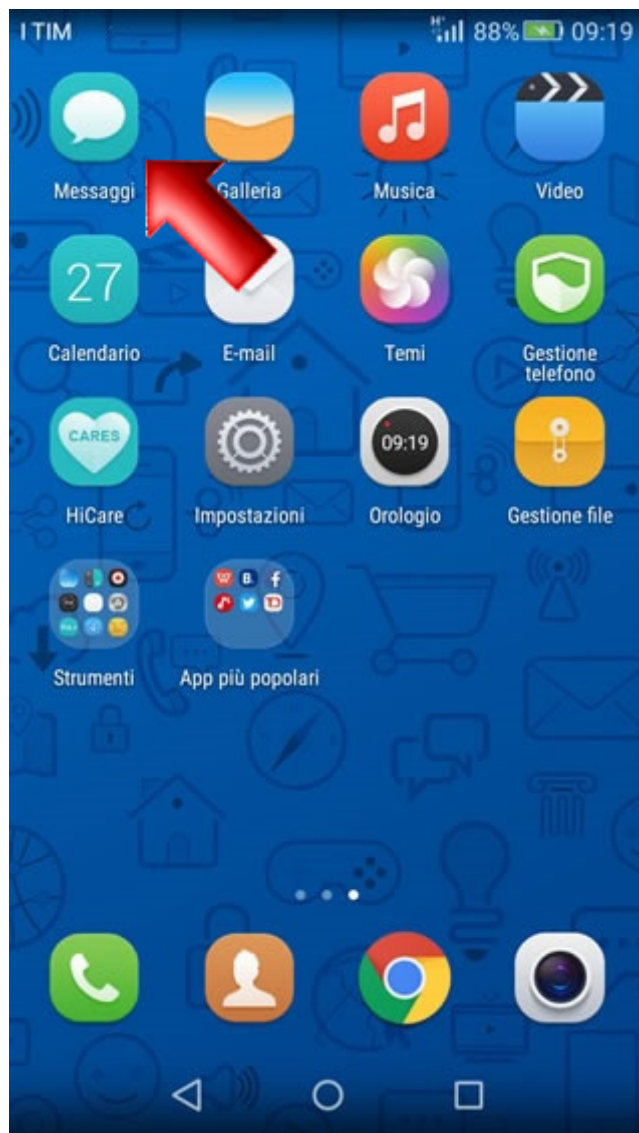 I TIM H+ 88% 09:19
Messaggi Galleria Musica Video
27
Calendario E-mail Temi Gestione
telefono
CARES 09:19
HiCare Impostazioni Orologio Gestione file
B. f
Strumenti App più popolari